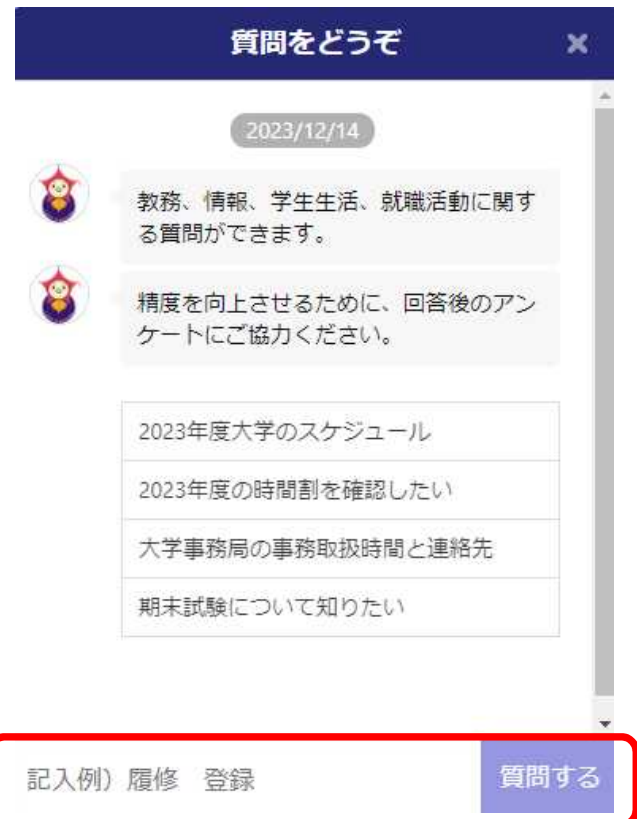 質問をどうぞ ×
2023/12/14
教務、情報、学生生活、就職活動に関す
る質問ができます。
精度を向上させるために、回答後のアン
ケートにご協力ください。
2023年度大学のスケジュール
2023年度の時間割を確認したい
大学事務局の事務取扱時間と連絡先
期末試験について知りたい
記入例）履修　登録 質問する